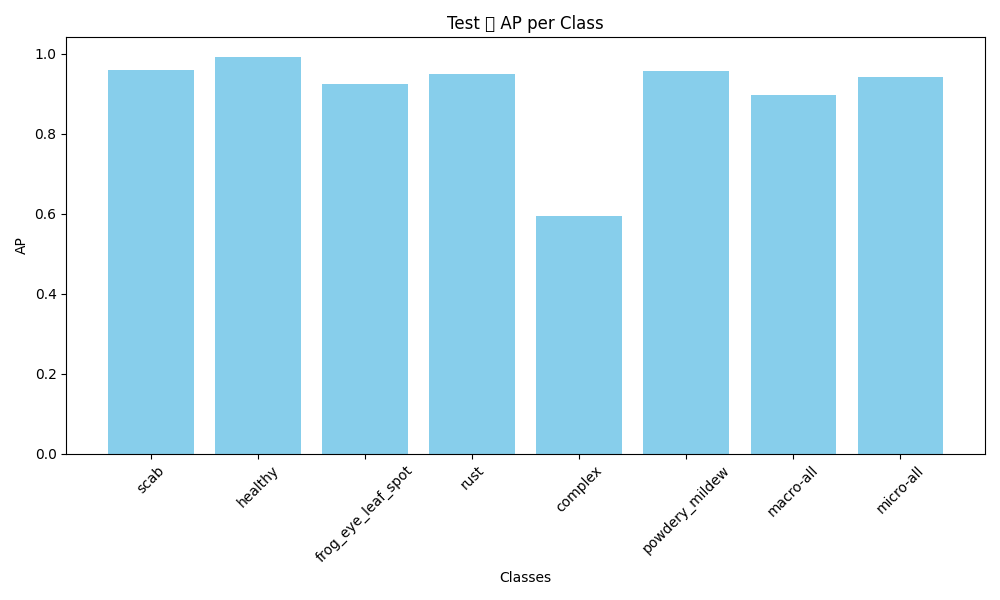 Test AP per Class
AP
1.0
0.8
0.6
0.4
0.2
0.0
scab
healthy
frog_eye_leaf_spot
rust
complex
powdery_mildew
macro-all
micro-all
Classes